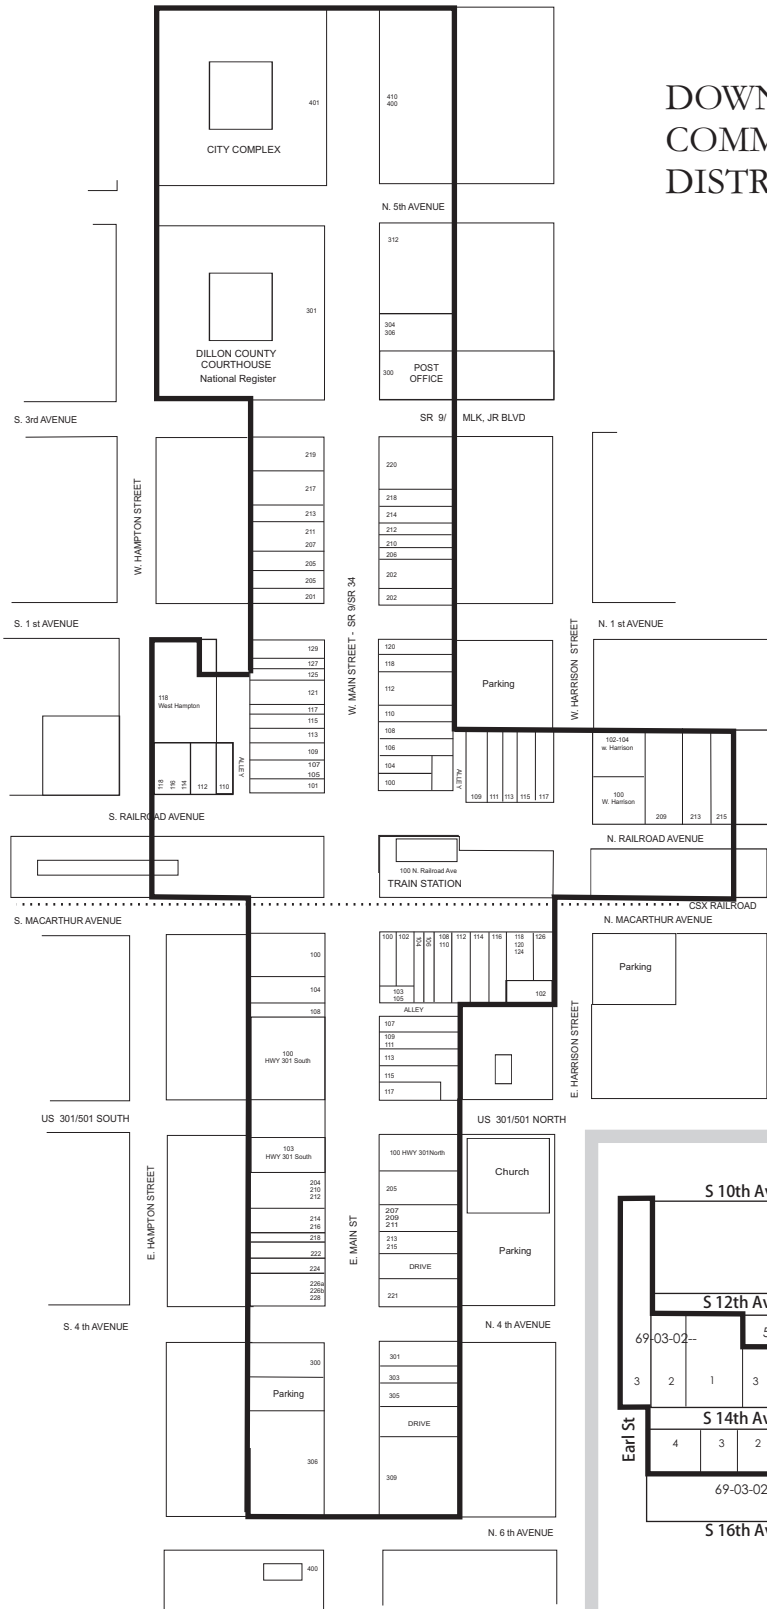 DOWN
COMM
DISTR
401
410
400
CITY COMPLEX
N. 5th AVENUE
312
301
304
306
DILLON COUNTY
COURTHOUSE
National Register
300
POST
OFFICE
S. 3rd AVENUE
SR 9/ MLK, JR BLVD
219
217
213
211
207
205
205
201
220
218
214
212
210
206
202
202
W. HAMPTON STREET
W. MAIN STREET - SR 9/SR 34
W. HARRISON STREET
S. 1 st AVENUE
N. 1 st AVENUE
129
127
125
121
117
115
113
109
107
105
101
120
118
112
110
108
106
104
100
Parking
118
West Hampton
118
116
114
112
110
ALLEY
ALLEY
109
111
113
115
117
102-104
w. Harrison
100
W. Harrison
209
213
215
S. RAILROAD AVENUE
N. RAILROAD AVENUE
100 N. Railroad Ave
TRAIN STATION
CSX RAILROAD
S. MACARTHUR AVENUE
N. MACARTHUR AVENUE
100
104
108
100
HWY 301 South
100
102
104
106
108
110
112
114
116
118
120
124
126
103
105
102
ALLEY
107
109
111
113
115
117
Parking
E. HARRISON STREET
US 301/501 SOUTH
US 301/501 NORTH
103
HWY 301 South
204
210
212
214
216
218
222
224
226a
226b
228
100 HWY 301North
205
207
209
211
213
215
DRIVE
221
Church
Parking
E. HAMPTON STREET
E. MAIN ST
S. 4 th AVENUE
N. 4 th AVENUE
300
Parking
306
301
303
305
DRIVE
309
N. 6 th AVENUE
400
S 10th Av
S 12th Av
69-03-02--
5
3
2
1
3
S 14th Av
Earl St
4
3
2
69-03-02
S 16th Av